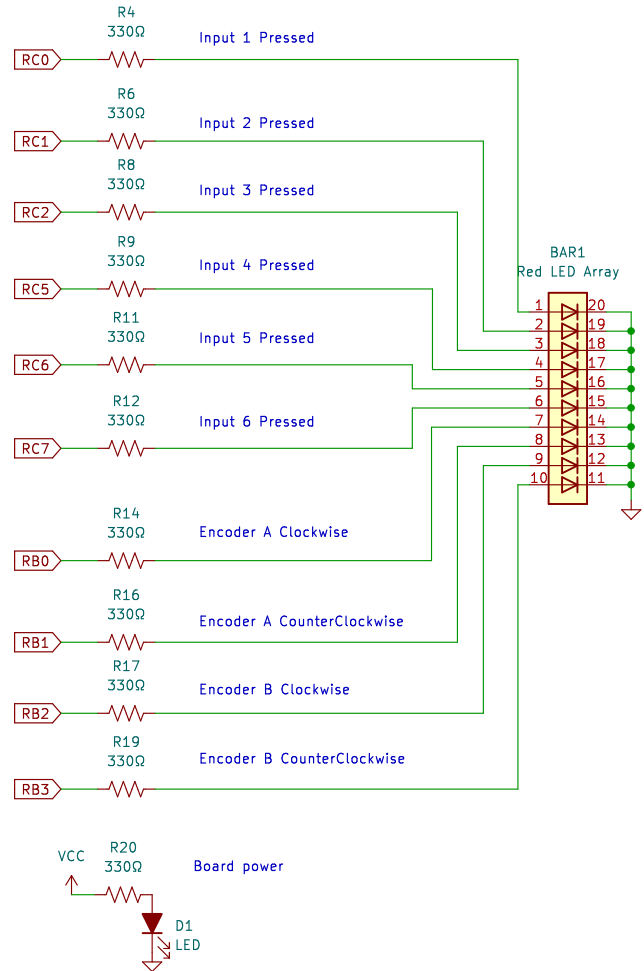 R4
330Ω
Input 1 Pressed
RC0
R6
330Ω
Input 2 Pressed
RC1
R8
330Ω
Input 3 Pressed
RC2
R9
330Ω
Input 4 Pressed
RC5
R11
330Ω
Input 5 Pressed
RC6
R12
330Ω
Input 6 Pressed
RC7
BAR1
Red LED Array
1 20
2 19
3 18
4 17
5 16
6 15
7 14
8 13
9 12
10 11
R14
330Ω
Encoder A Clockwise
RB0
R16
330Ω
Encoder A CounterClockwise
RB1
R17
330Ω
Encoder B Clockwise
RB2
R19
330Ω
Encoder B CounterClockwise
RB3
R20
330Ω
VCC
Board power
D1
LED